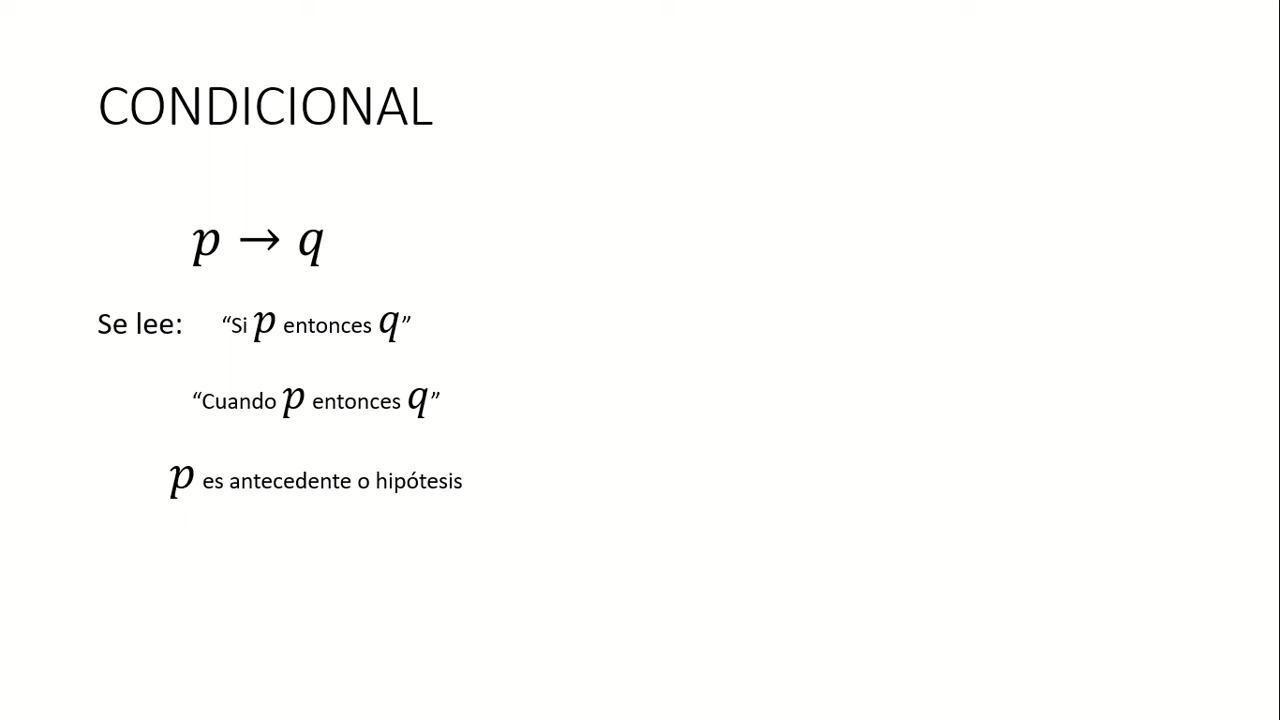 CONDICIONAL
p → q
Se lee: “Si p entonces q”
“Cuando p entonces q”
p es antecedente o hipótesis